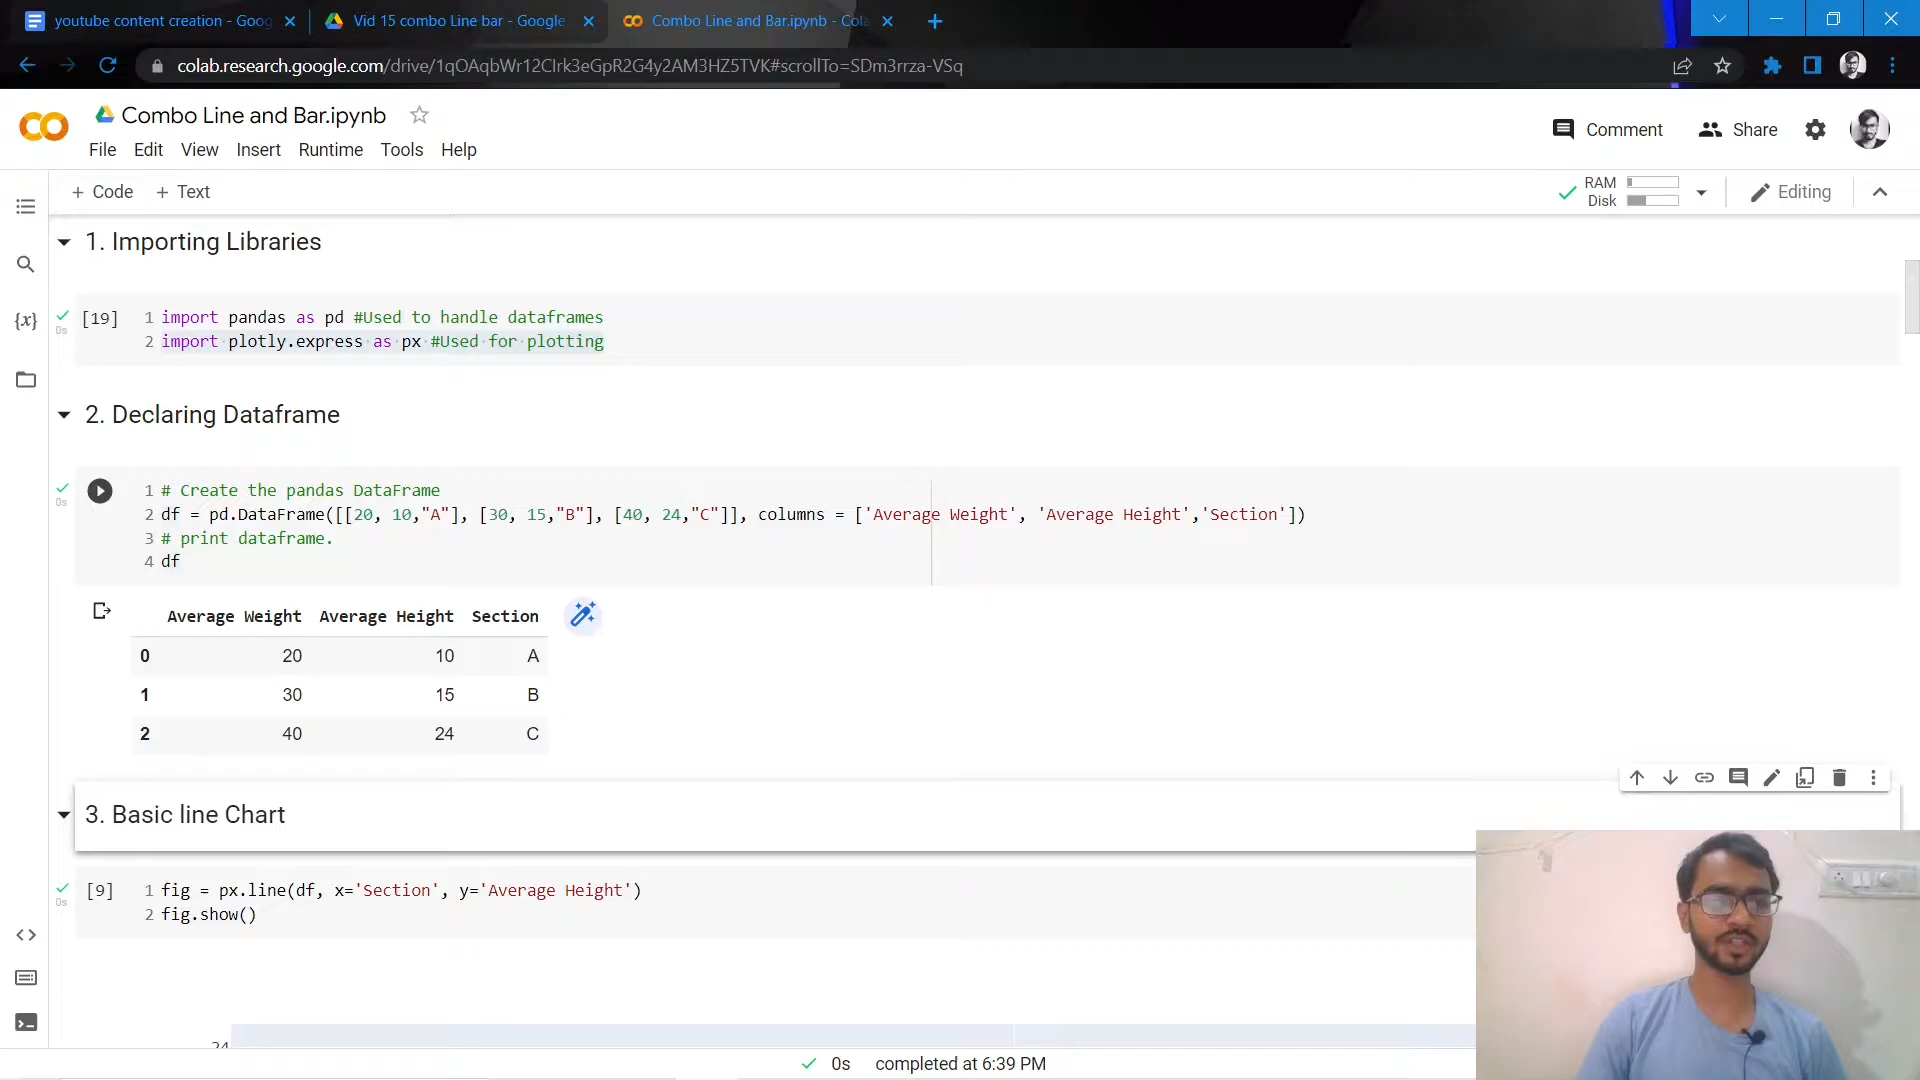 youtube content creation - Goog
Vid 15 combo Line bar - Google
Combo Line and Bar.ipynb - Cola
colab.research.google.com/drive/1qOAqbWr12CIrk3eGpR2G4y2AM3HZ5TVK#scrollTo=SDm3rrza-VSq
Combo Line and Bar.ipynb
Comment
Share
File Edit View Insert Runtime Tools Help
+ Code + Text
RAM
Disk
Editing
1. Importing Libraries
[19]
0s
1 import pandas as pd #Used to handle dataframes
2 import plotly.express as px #Used for plotting
2. Declaring Dataframe
0s
1 # Create the pandas DataFrame
2 df = pd.DataFrame([[20, 10,"A"], [30, 15,"B"], [40, 24,"C"]], columns = ['Average Weight', 'Average Height','Section'])
3 # print dataframe.
4 df
Average Weight Average Height Section
0 20 10 A
1 30 15 B
2 40 24 C
3. Basic line Chart
[9]
0s
1 fig = px.line(df, x='Section', y='Average Height')
2 fig.show()
24
0s completed at 6:39 PM